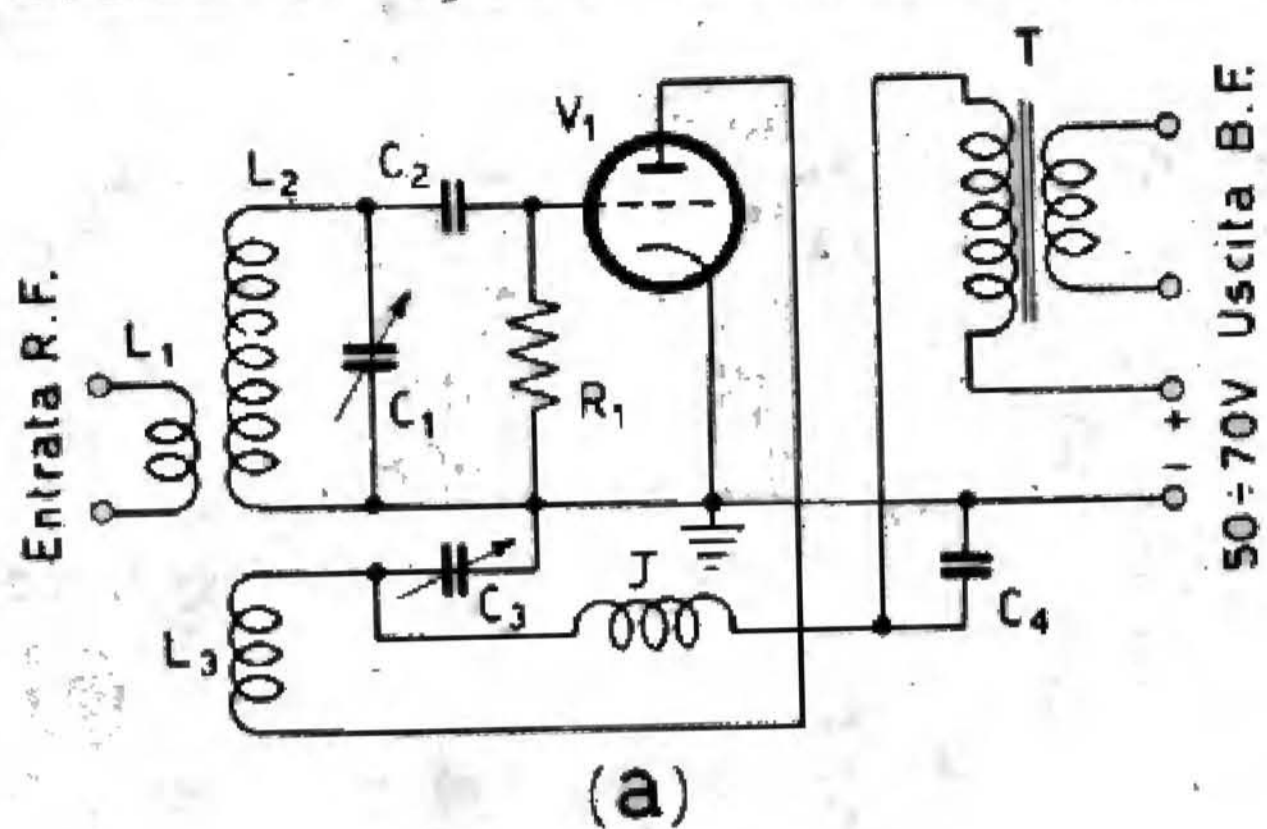 T
V₁
C₂
L₂
Entrata R.F.
L₁
C₁
R₁
Uscita B.F.
+
−
50÷70V
J
C₃
C₄
L₃
(a)